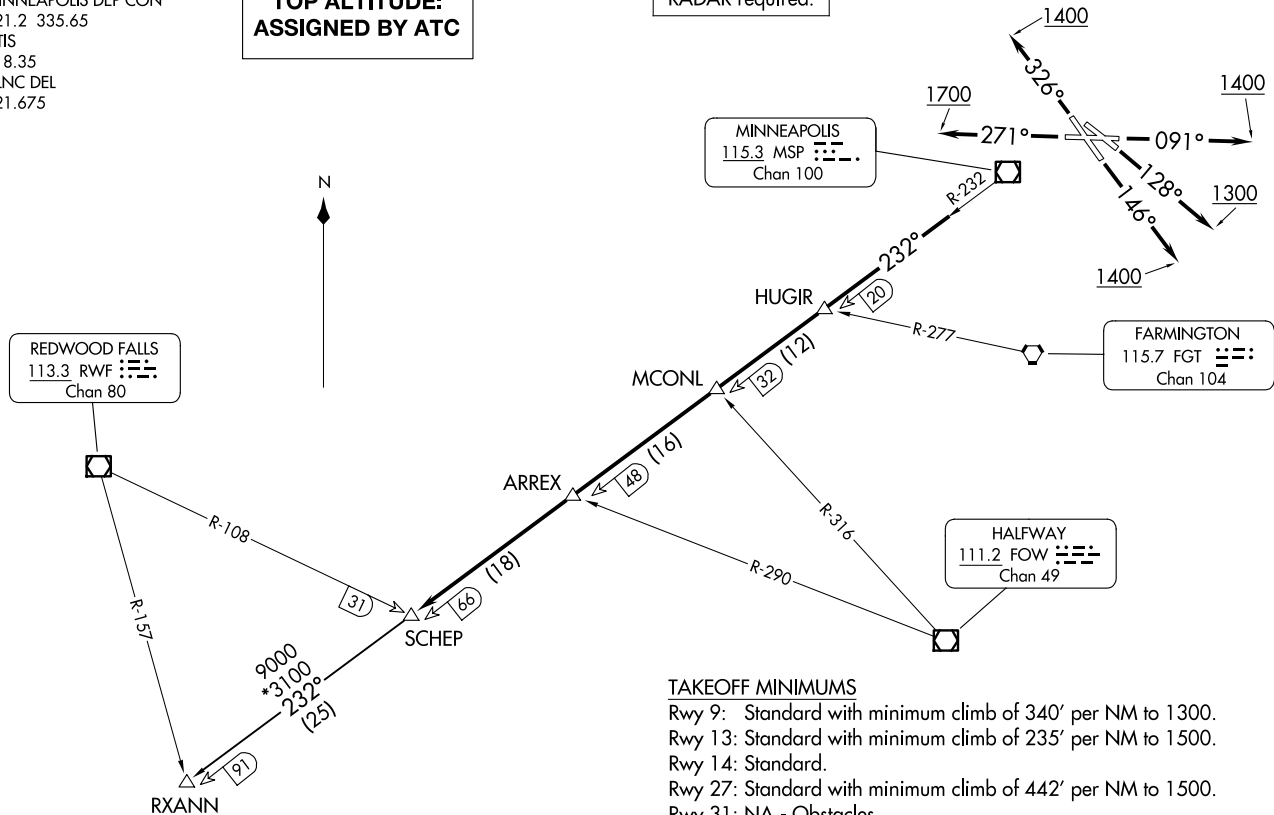 DEP CON
21.2 335.65
8.35
NC DEL
21.675
TOP ALTITUDE:
ASSIGNED BY ATC
RADAR required.
1400
326°
1700
271°
091°
1400
128°
1300
146°
1400
MINNEAPOLIS
115.3 MSP
Chan 100
R-232
232°
N
HUGIR
20
R-277
FARMINGTON
115.7 FGT
Chan 104
(12)
MCONL
32
REDWOOD FALLS
113.3 RWF
Chan 80
(16)
ARREX
48
R-316
R-290
HALFWAY
111.2 FOW
Chan 49
R-108
(18)
31
66
SCHEP
R-157
9000
*3100
232°
(25)
91
RXANN
TAKEOFF MINIMUMS
Rwy 9: Standard with minimum climb of 340' per NM to 1300.
Rwy 13: Standard with minimum climb of 235' per NM to 1500.
Rwy 14: Standard.
Rwy 27: Standard with minimum climb of 442' per NM to 1500.
Rwy 31: NA - Obstacles